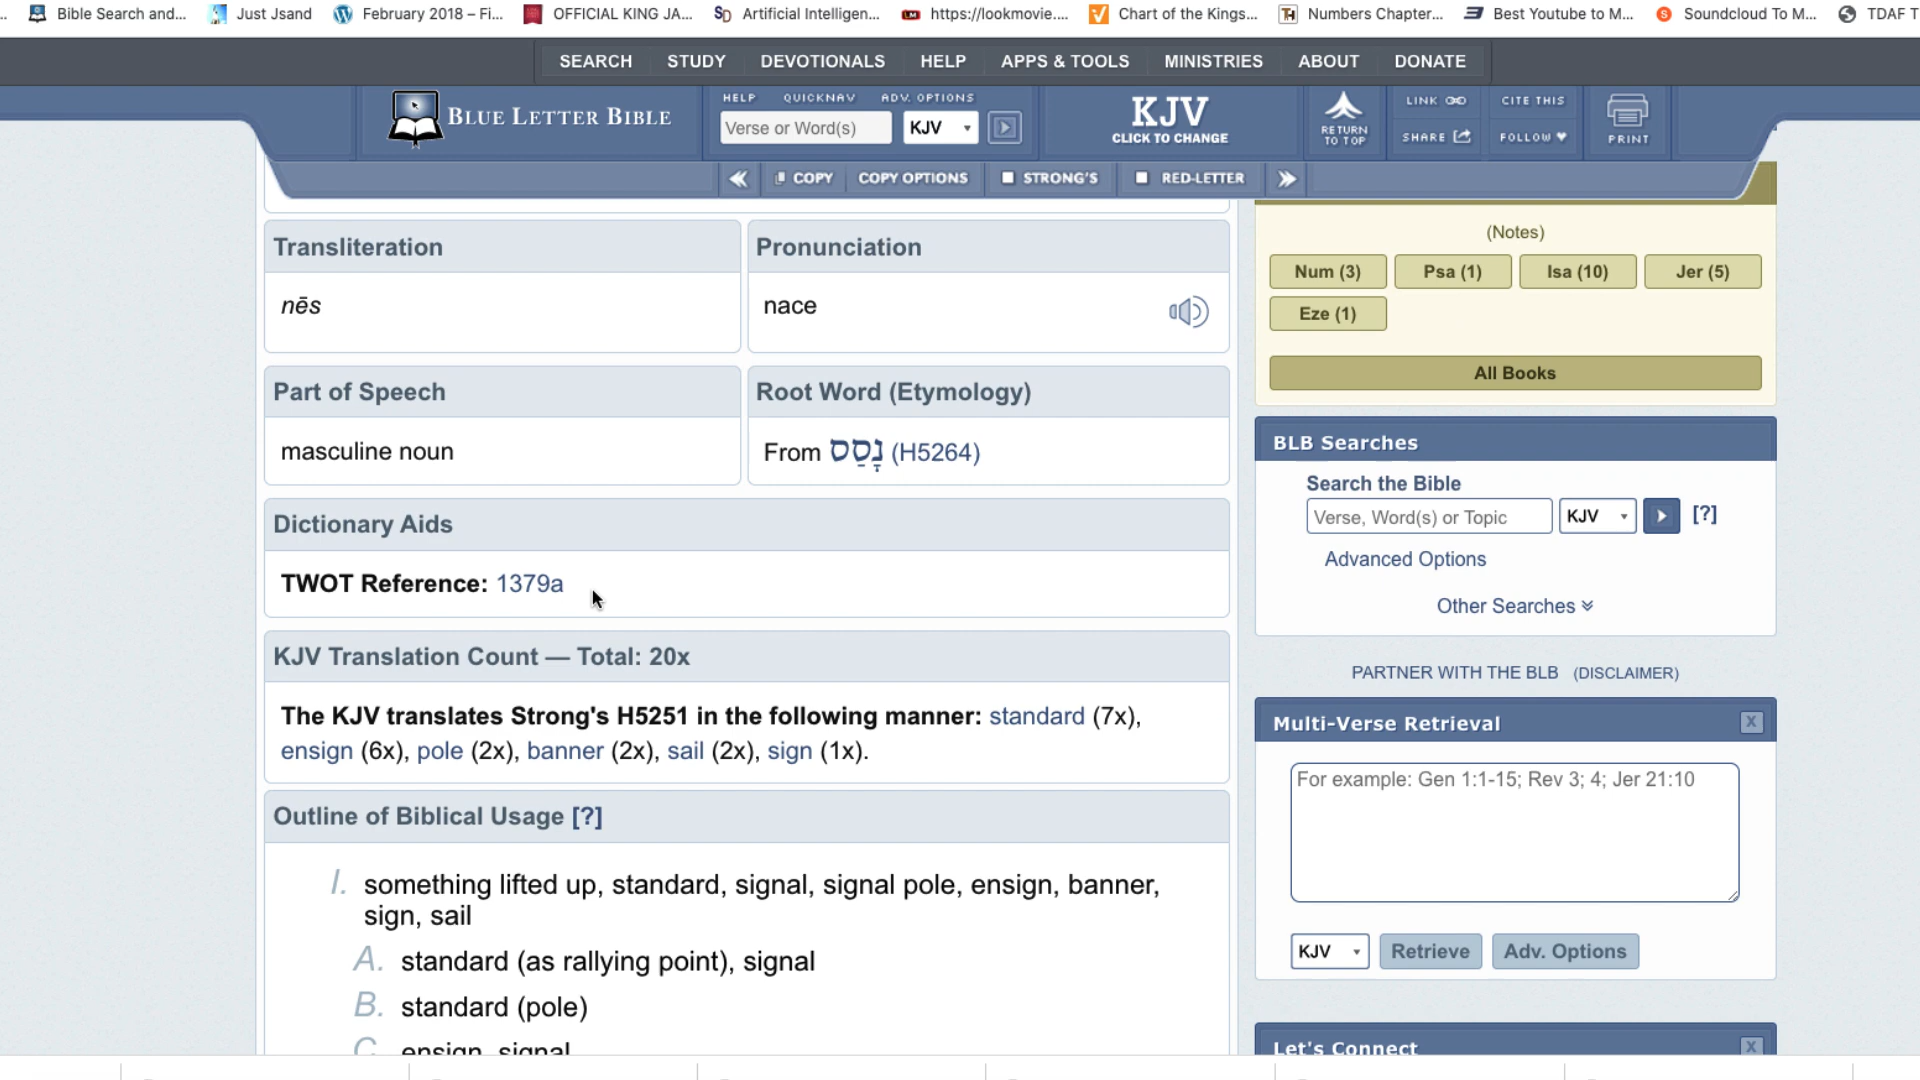 Bible Search and...
Just Jsand
February 2018 – Fi...
OFFICIAL KING JA...
Artificial Intelligen...
https://lookmovie....
Chart of the Kings...
Numbers Chapter...
Best Youtube to M...
Soundcloud To M...
TDAF T
SEARCH STUDY DEVOTIONALS HELP APPS & TOOLS MINISTRIES ABOUT DONATE
BLUE LETTER BIBLE
HELP QUICKNAV ADV. OPTIONS
Verse or Word(s) KJV
KJV
CLICK TO CHANGE
RETURN
TO TOP
LINK
CITE THIS
SHARE
FOLLOW
PRINT
COPY COPY OPTIONS STRONG'S RED-LETTER
Transliteration
nēs
Pronunciation
nace
Part of Speech
masculine noun
Root Word (Etymology)
From נָסַס (H5264)
Dictionary Aids
TWOT Reference: 1379a
KJV Translation Count — Total: 20x
The KJV translates Strong's H5251 in the following manner: standard (7x),
ensign (6x), pole (2x), banner (2x), sail (2x), sign (1x).
Outline of Biblical Usage [?]
I. something lifted up, standard, signal, signal pole, ensign, banner,
sign, sail
A. standard (as rallying point), signal
B. standard (pole)
C. ensign, signal
(Notes)
Num (3) Psa (1) Isa (10) Jer (5)
Eze (1)
All Books
BLB Searches
Search the Bible
Verse, Word(s) or Topic KJV [?]
Advanced Options
Other Searches
PARTNER WITH THE BLB (DISCLAIMER)
Multi-Verse Retrieval X
For example: Gen 1:1-15; Rev 3; 4; Jer 21:10
KJV Retrieve Adv. Options
Let's Connect X